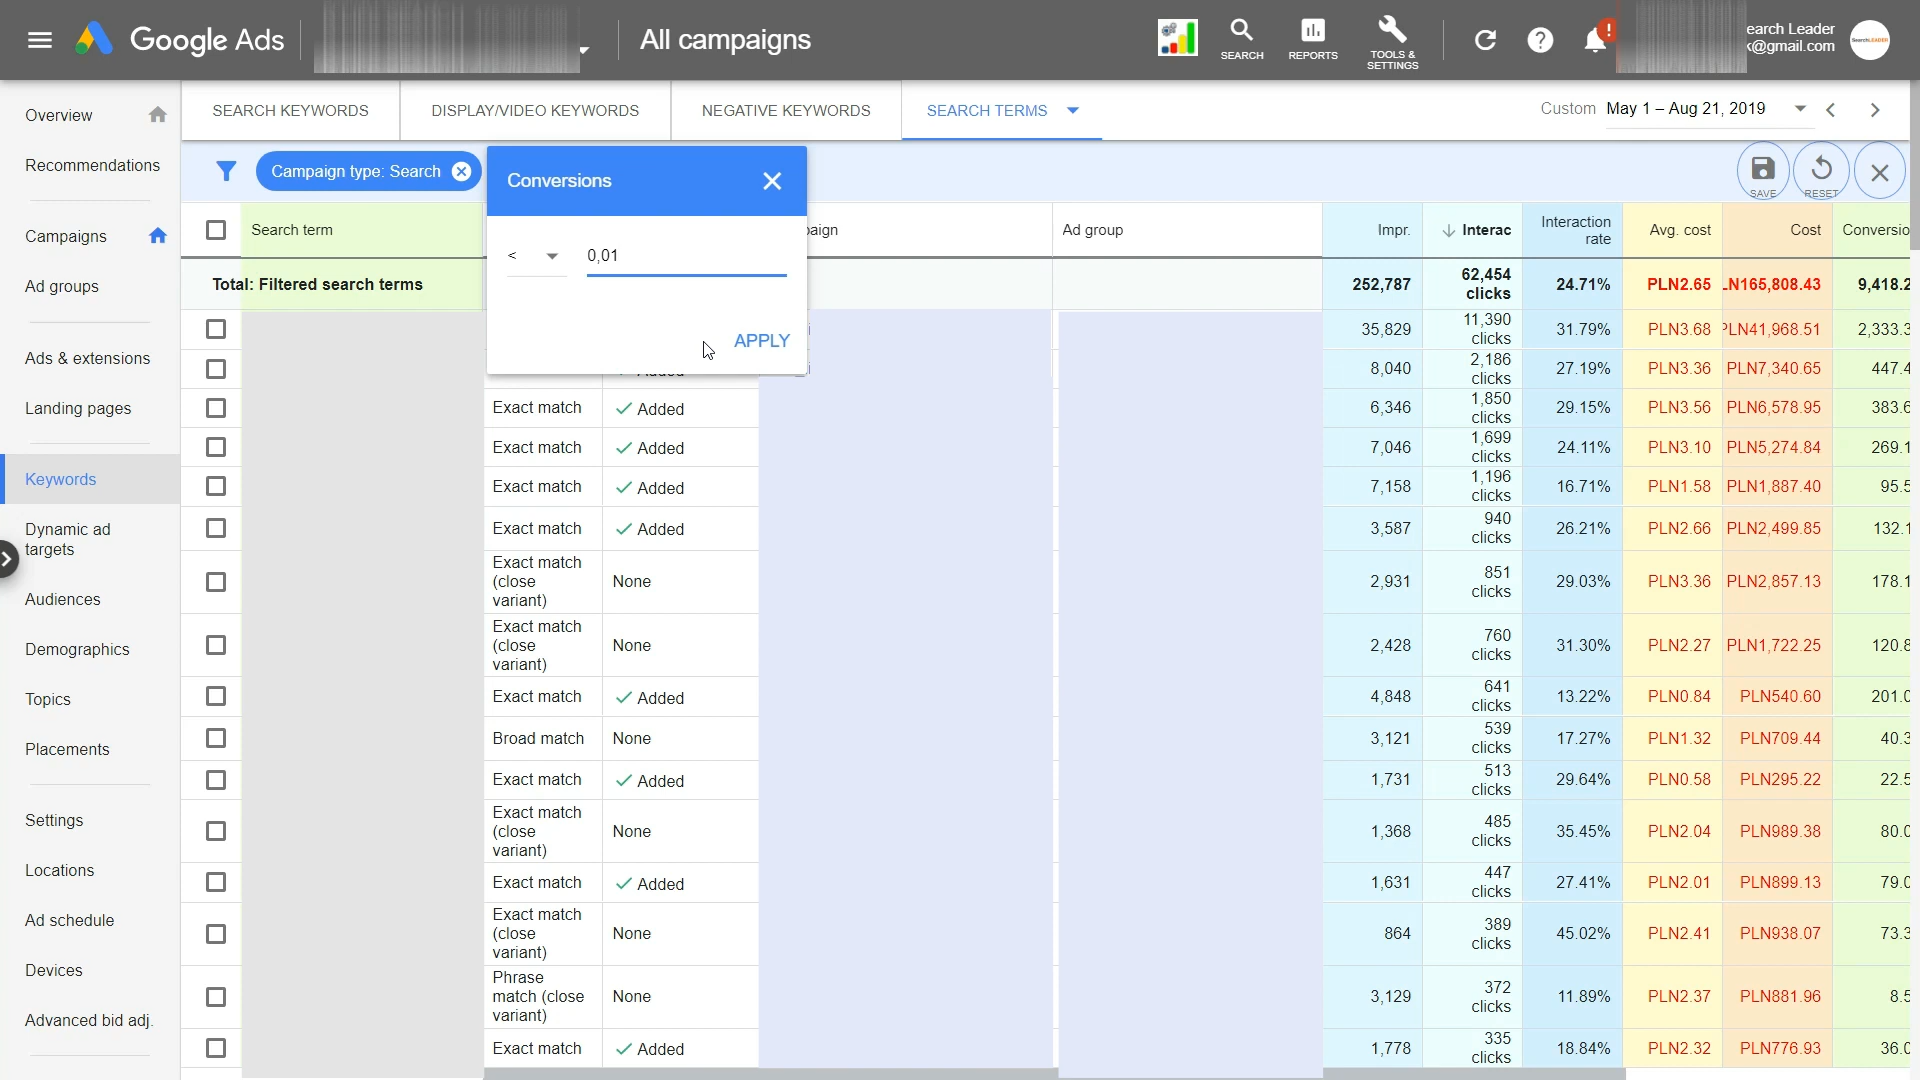 Google Ads
All campaigns
SEARCH
REPORTS
TOOLS &
SETTINGS
earch Leader
@gmail.com
Overview
Recommendations
Campaigns
Ad groups
Ads & extensions
Landing pages
Keywords
Dynamic ad
targets
Audiences
Demographics
Topics
Placements
Settings
Locations
Ad schedule
Devices
Advanced bid adj.
SEARCH KEYWORDS DISPLAY/VIDEO KEYWORDS NEGATIVE KEYWORDS SEARCH TERMS
Custom May 1 – Aug 21, 2019
Campaign type: Search
SAVE
RESET
Conversions
< 0,01
APPLY
Search term paign Ad group Impr. Interac Interaction rate Avg. cost Cost Conversio
Total: Filtered search terms 252,787 62,454 clicks 24.71% PLN2.65 LN165,808.43 9,418.2
35,829 11,390 clicks 31.79% PLN3.68 PLN41,968.51 2,333.3
8,040 2,186 clicks 27.19% PLN3.36 PLN7,340.65 447.4
Exact match Added 6,346 1,850 clicks 29.15% PLN3.56 PLN6,578.95 383.6
Exact match Added 7,046 1,699 clicks 24.11% PLN3.10 PLN5,274.84 269.1
Exact match Added 7,158 1,196 clicks 16.71% PLN1.58 PLN1,887.40 95.5
Exact match Added 3,587 940 clicks 26.21% PLN2.66 PLN2,499.85 132.1
Exact match (close variant) None 2,931 851 clicks 29.03% PLN3.36 PLN2,857.13 178.1
Exact match (close variant) None 2,428 760 clicks 31.30% PLN2.27 PLN1,722.25 120.8
Exact match Added 4,848 641 clicks 13.22% PLN0.84 PLN540.60 201.0
Broad match None 3,121 539 clicks 17.27% PLN1.32 PLN709.44 40.3
Exact match Added 1,731 513 clicks 29.64% PLN0.58 PLN295.22 22.5
Exact match (close variant) None 1,368 485 clicks 35.45% PLN2.04 PLN989.38 80.0
Exact match Added 1,631 447 clicks 27.41% PLN2.01 PLN899.13 79.0
Exact match (close variant) None 864 389 clicks 45.02% PLN2.41 PLN938.07 73.3
Phrase match (close variant) None 3,129 372 clicks 11.89% PLN2.37 PLN881.96 8.5
Exact match Added 1,778 335 clicks 18.84% PLN2.32 PLN776.93 36.0